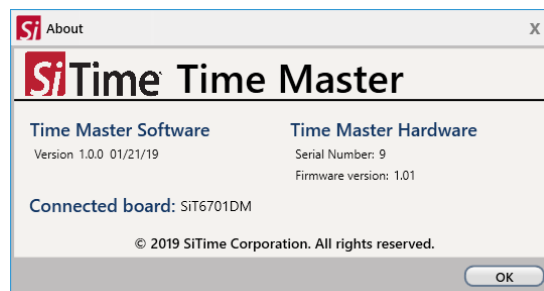 Si About X
SiTime Time Master
Time Master Software
Version 1.0.0 01/21/19
Time Master Hardware
Serial Number: 9
Firmware version: 1.01
Connected board: SiT6701DM
© 2019 SiTime Corporation. All rights reserved.
OK